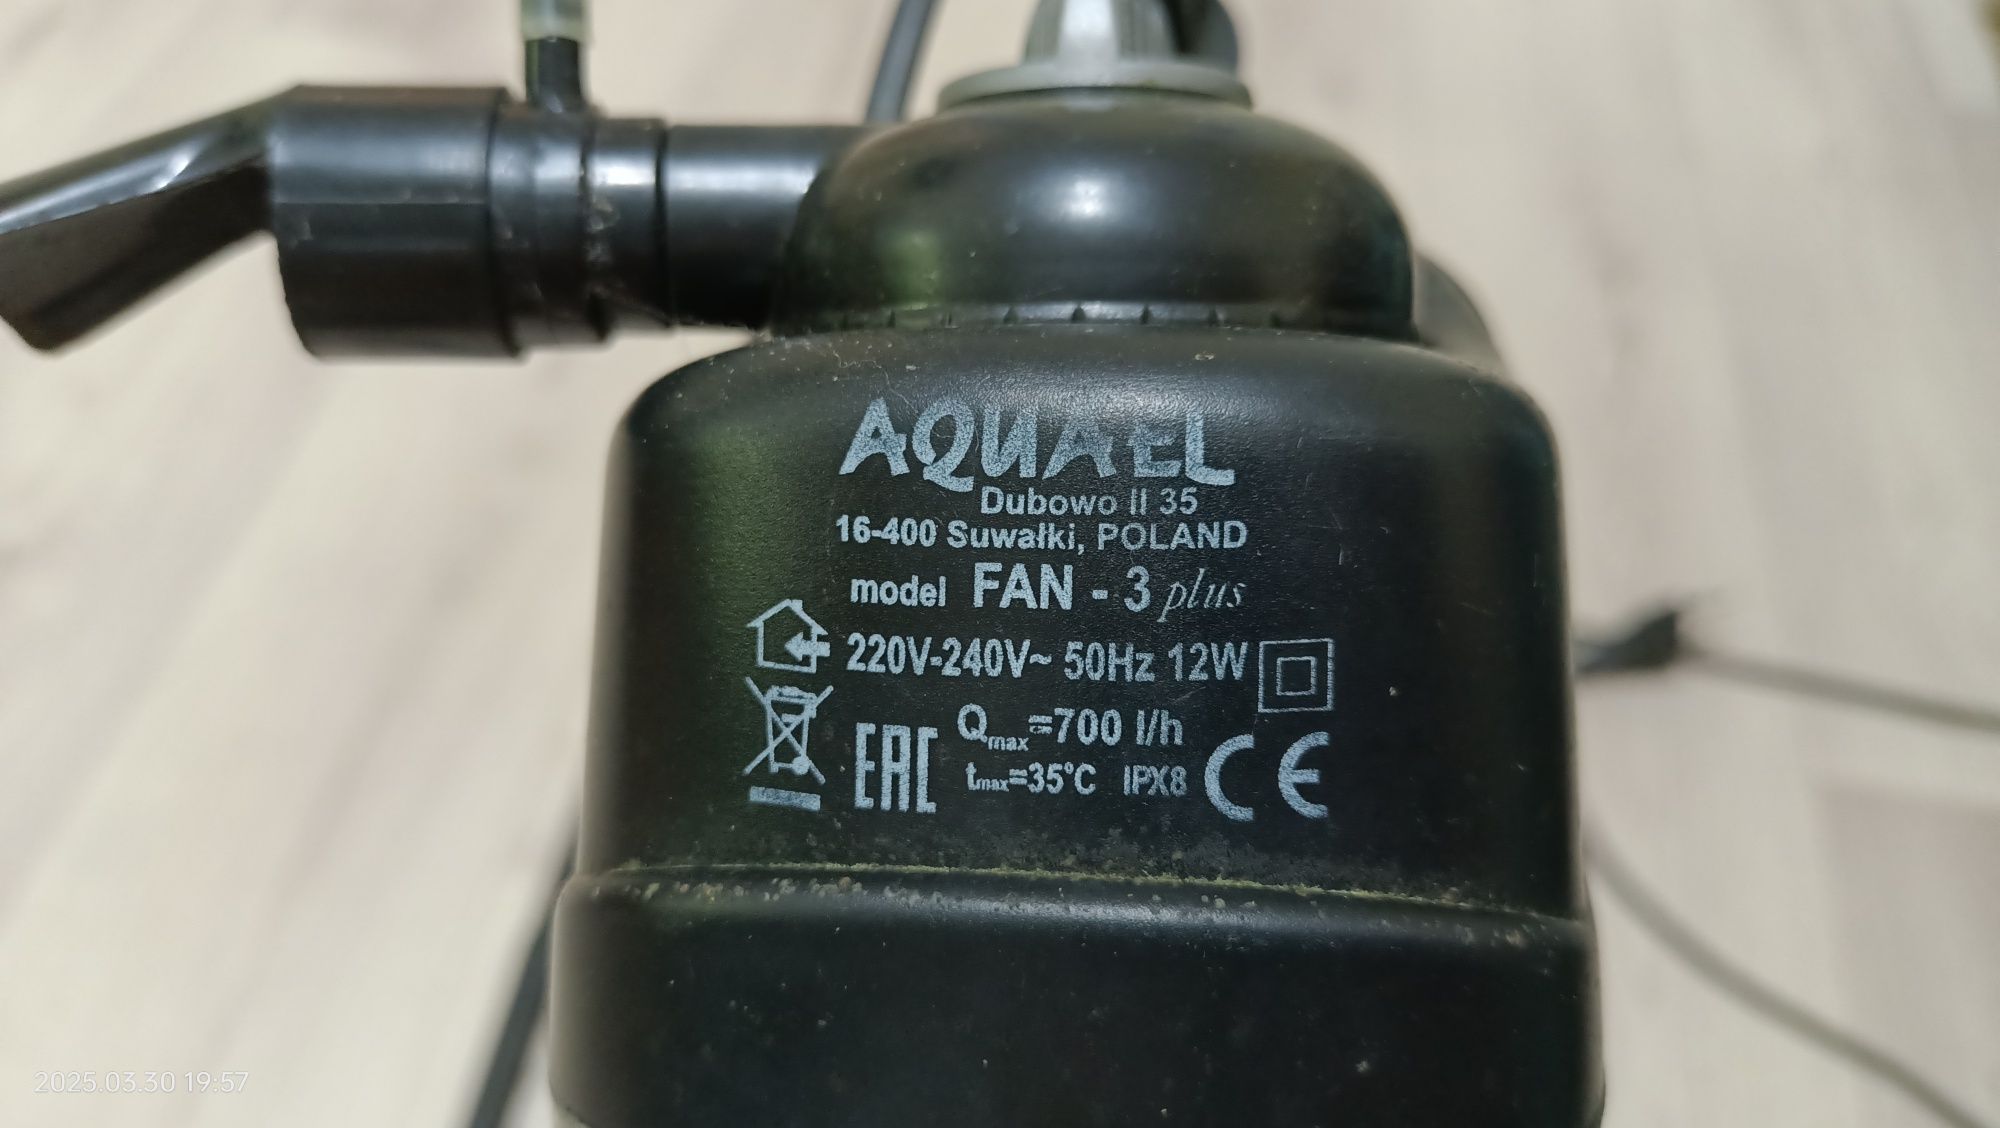 AQUAEL
Dubowo II 35
16-400 Suwałki, POLAND
model FAN - 3 plus
220V-240V~ 50Hz 12W
Qmax=700 l/h
tmax=35°C IPX8
EAC
CE
2025.03.30 19:57